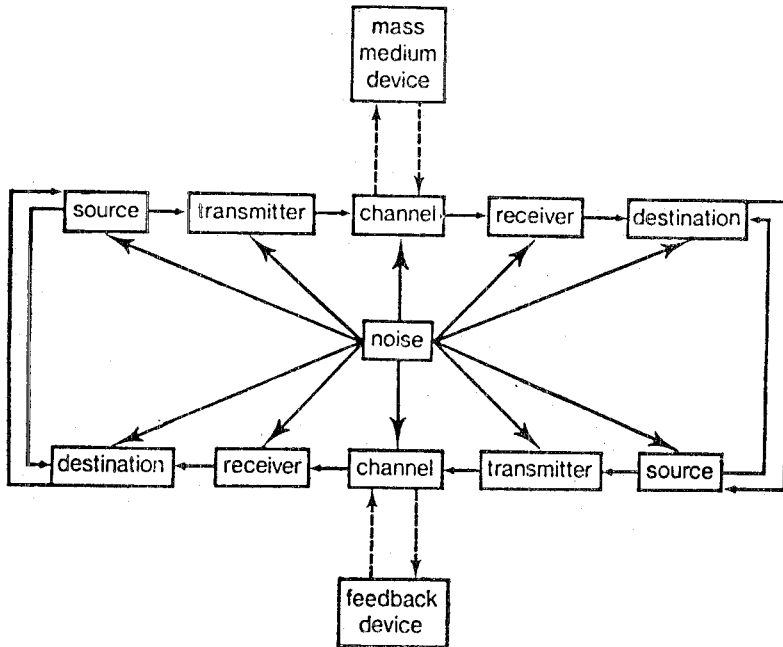 mass
medium
device
source
transmitter
channel
receiver
destination
noise
destination
receiver
channel
transmitter
source
feedback
device